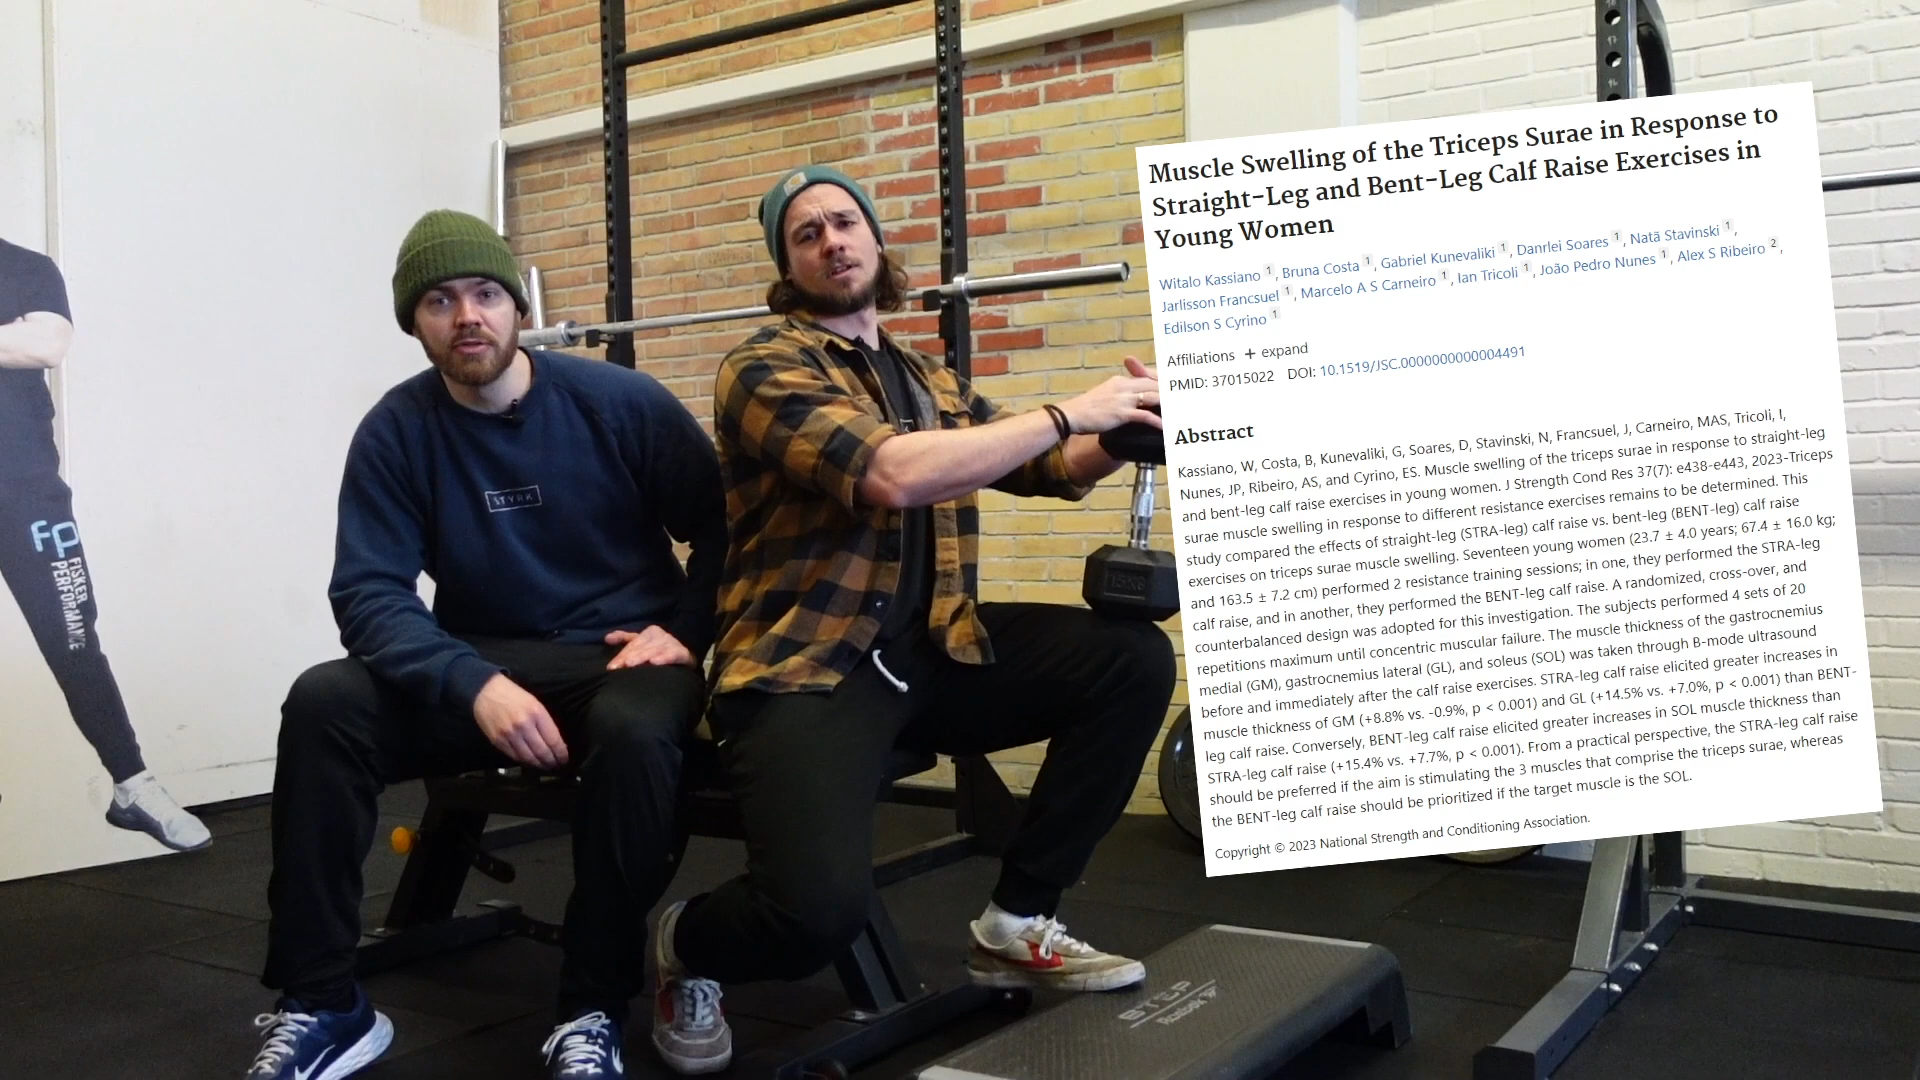 FP
FISKER
PERFORMANCE
STYRK
15KG
STEP
Reebok
Muscle Swelling of the Triceps Surae in Response to
Straight-Leg and Bent-Leg Calf Raise Exercises in
Young Women
Witalo Kassiano 1, Bruna Costa 1, Gabriel Kunevaliki 1, Danrlei Soares 1, Natã Stavinski 1,
Jarlisson Francsuel 1, Marcelo A S Carneiro 1, Ian Tricoli 1, João Pedro Nunes 1, Alex S Ribeiro 2,
Edilson S Cyrino 1
Affiliations + expand
PMID: 37015022 DOI: 10.1519/JSC.0000000000004491
Abstract
Kassiano, W, Costa, B, Kunevaliki, G, Soares, D, Stavinski, N, Francsuel, J, Carneiro, MAS, Tricoli, I,
Nunes, JP, Ribeiro, AS, and Cyrino, ES. Muscle swelling of the triceps surae in response to straight-leg
and bent-leg calf raise exercises in young women. J Strength Cond Res 37(7): e438-e443, 2023-Triceps
surae muscle swelling in response to different resistance exercises remains to be determined. This
study compared the effects of straight-leg (STRA-leg) calf raise vs. bent-leg (BENT-leg) calf raise
exercises on triceps surae muscle swelling. Seventeen young women (23.7 ± 4.0 years; 67.4 ± 16.0 kg;
and 163.5 ± 7.2 cm) performed 2 resistance training sessions; in one, they performed the STRA-leg
calf raise, and in another, they performed the BENT-leg calf raise. A randomized, cross-over, and
counterbalanced design was adopted for this investigation. The subjects performed 4 sets of 20
repetitions maximum until concentric muscular failure. The muscle thickness of the gastrocnemius
medial (GM), gastrocnemius lateral (GL), and soleus (SOL) was taken through B-mode ultrasound
before and immediately after the calf raise exercises. STRA-leg calf raise elicited greater increases in
muscle thickness of GM (+8.8% vs. -0.9%, p < 0.001) and GL (+14.5% vs. +7.0%, p < 0.001) than BENT-
leg calf raise. Conversely, BENT-leg calf raise elicited greater increases in SOL muscle thickness than
STRA-leg calf raise (+15.4% vs. +7.7%, p < 0.001). From a practical perspective, the STRA-leg calf raise
should be preferred if the aim is stimulating the 3 muscles that comprise the triceps surae, whereas
the BENT-leg calf raise should be prioritized if the target muscle is the SOL.
Copyright © 2023 National Strength and Conditioning Association.